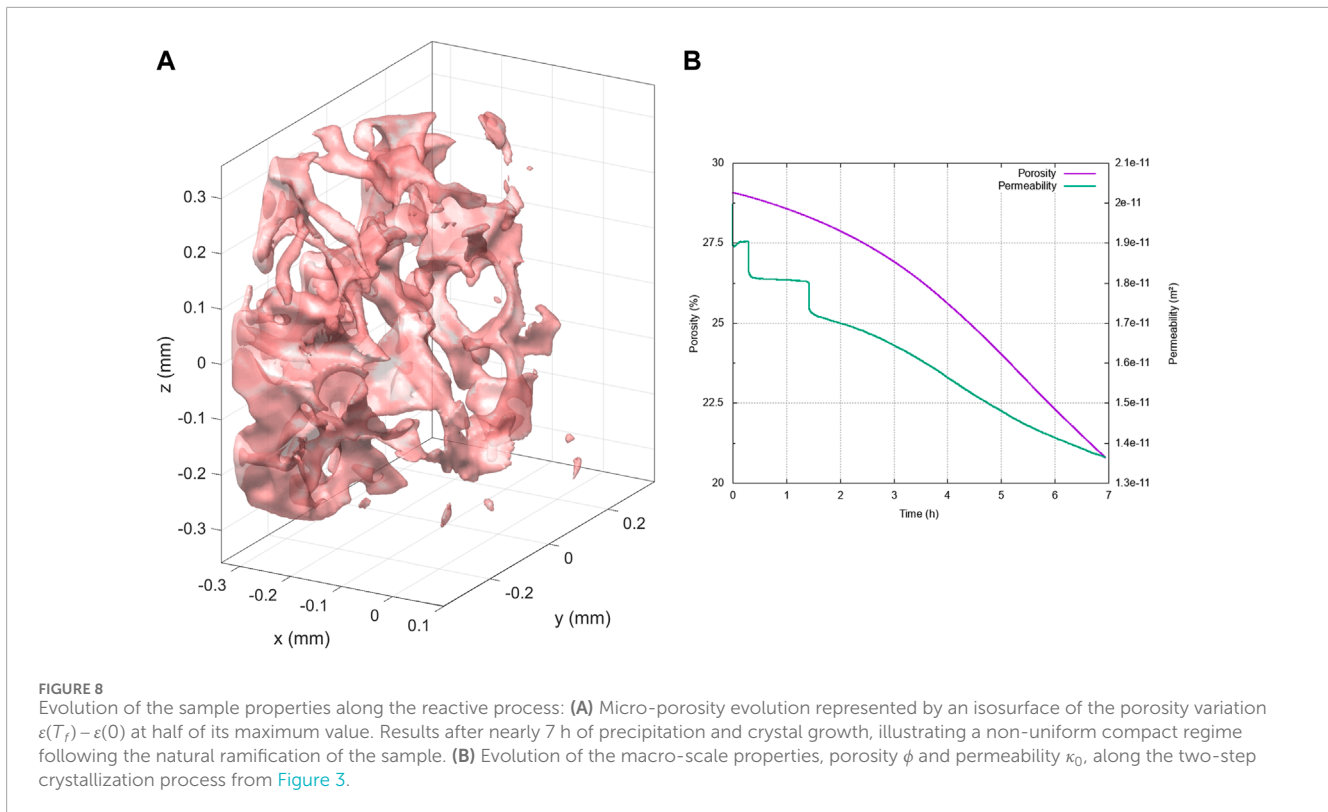 A
0.3
0.2
0.1
0
-0.1
-0.2
-0.3
z (mm)
-0.3
-0.2
-0.1
0
0.1
x (mm)
-0.2
0
0.2
y (mm)
B
Porosity
Permeability
30
27.5
25
22.5
20
Porosity (%)
2.1e-11
2e-11
1.9e-11
1.8e-11
1.7e-11
1.6e-11
1.5e-11
1.4e-11
1.3e-11
Permeability (m²)
0 1 2 3 4 5 6 7
Time (h)
FIGURE 8
Evolution of the sample properties along the reactive process: (A) Micro-porosity evolution represented by an isosurface of the porosity variation
ε(T_f) – ε(0) at half of its maximum value. Results after nearly 7 h of precipitation and crystal growth, illustrating a non-uniform compact regime
following the natural ramification of the sample. (B) Evolution of the macro-scale properties, porosity ϕ and permeability κ₀, along the two-step
crystallization process from Figure 3.